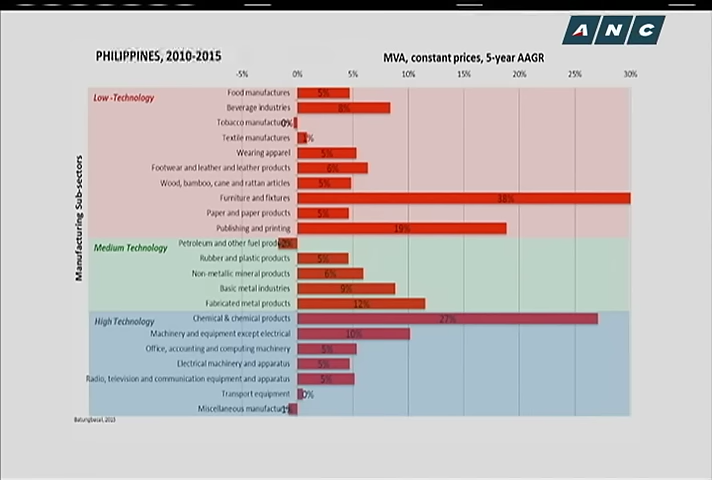 ANC
PHILIPPINES, 2010-2015
MVA, constant prices, 5-year AAGR
-5% 0% 5% 10% 15% 20% 25% 30%
Manufacturing Sub-sectors
Low -Technology
Food manufactures 5%
Beverage industries 8%
Tobacco manufactures 0%
Textile manufactures 1%
Wearing apparel 5%
Footwear and leather and leather products 6%
Wood, bamboo, cane and rattan articles 5%
Furniture and fixtures 38%
Paper and paper products 5%
Publishing and printing 19%
Medium Technology
Petroleum and other fuel -2%
Rubber and plastic products 5%
Non-metallic mineral products 6%
Basic metal industries 9%
Fabricated metal products 12%
High Technology
Chemical & chemical products 27%
Machinery and equipment except electrical 10%
Office, accounting and computing machinery 5%
Electrical machinery and apparatus 5%
Radio, television and communication equipment and apparatus 5%
Transport equipment 0%
Miscellaneous -1%
2015